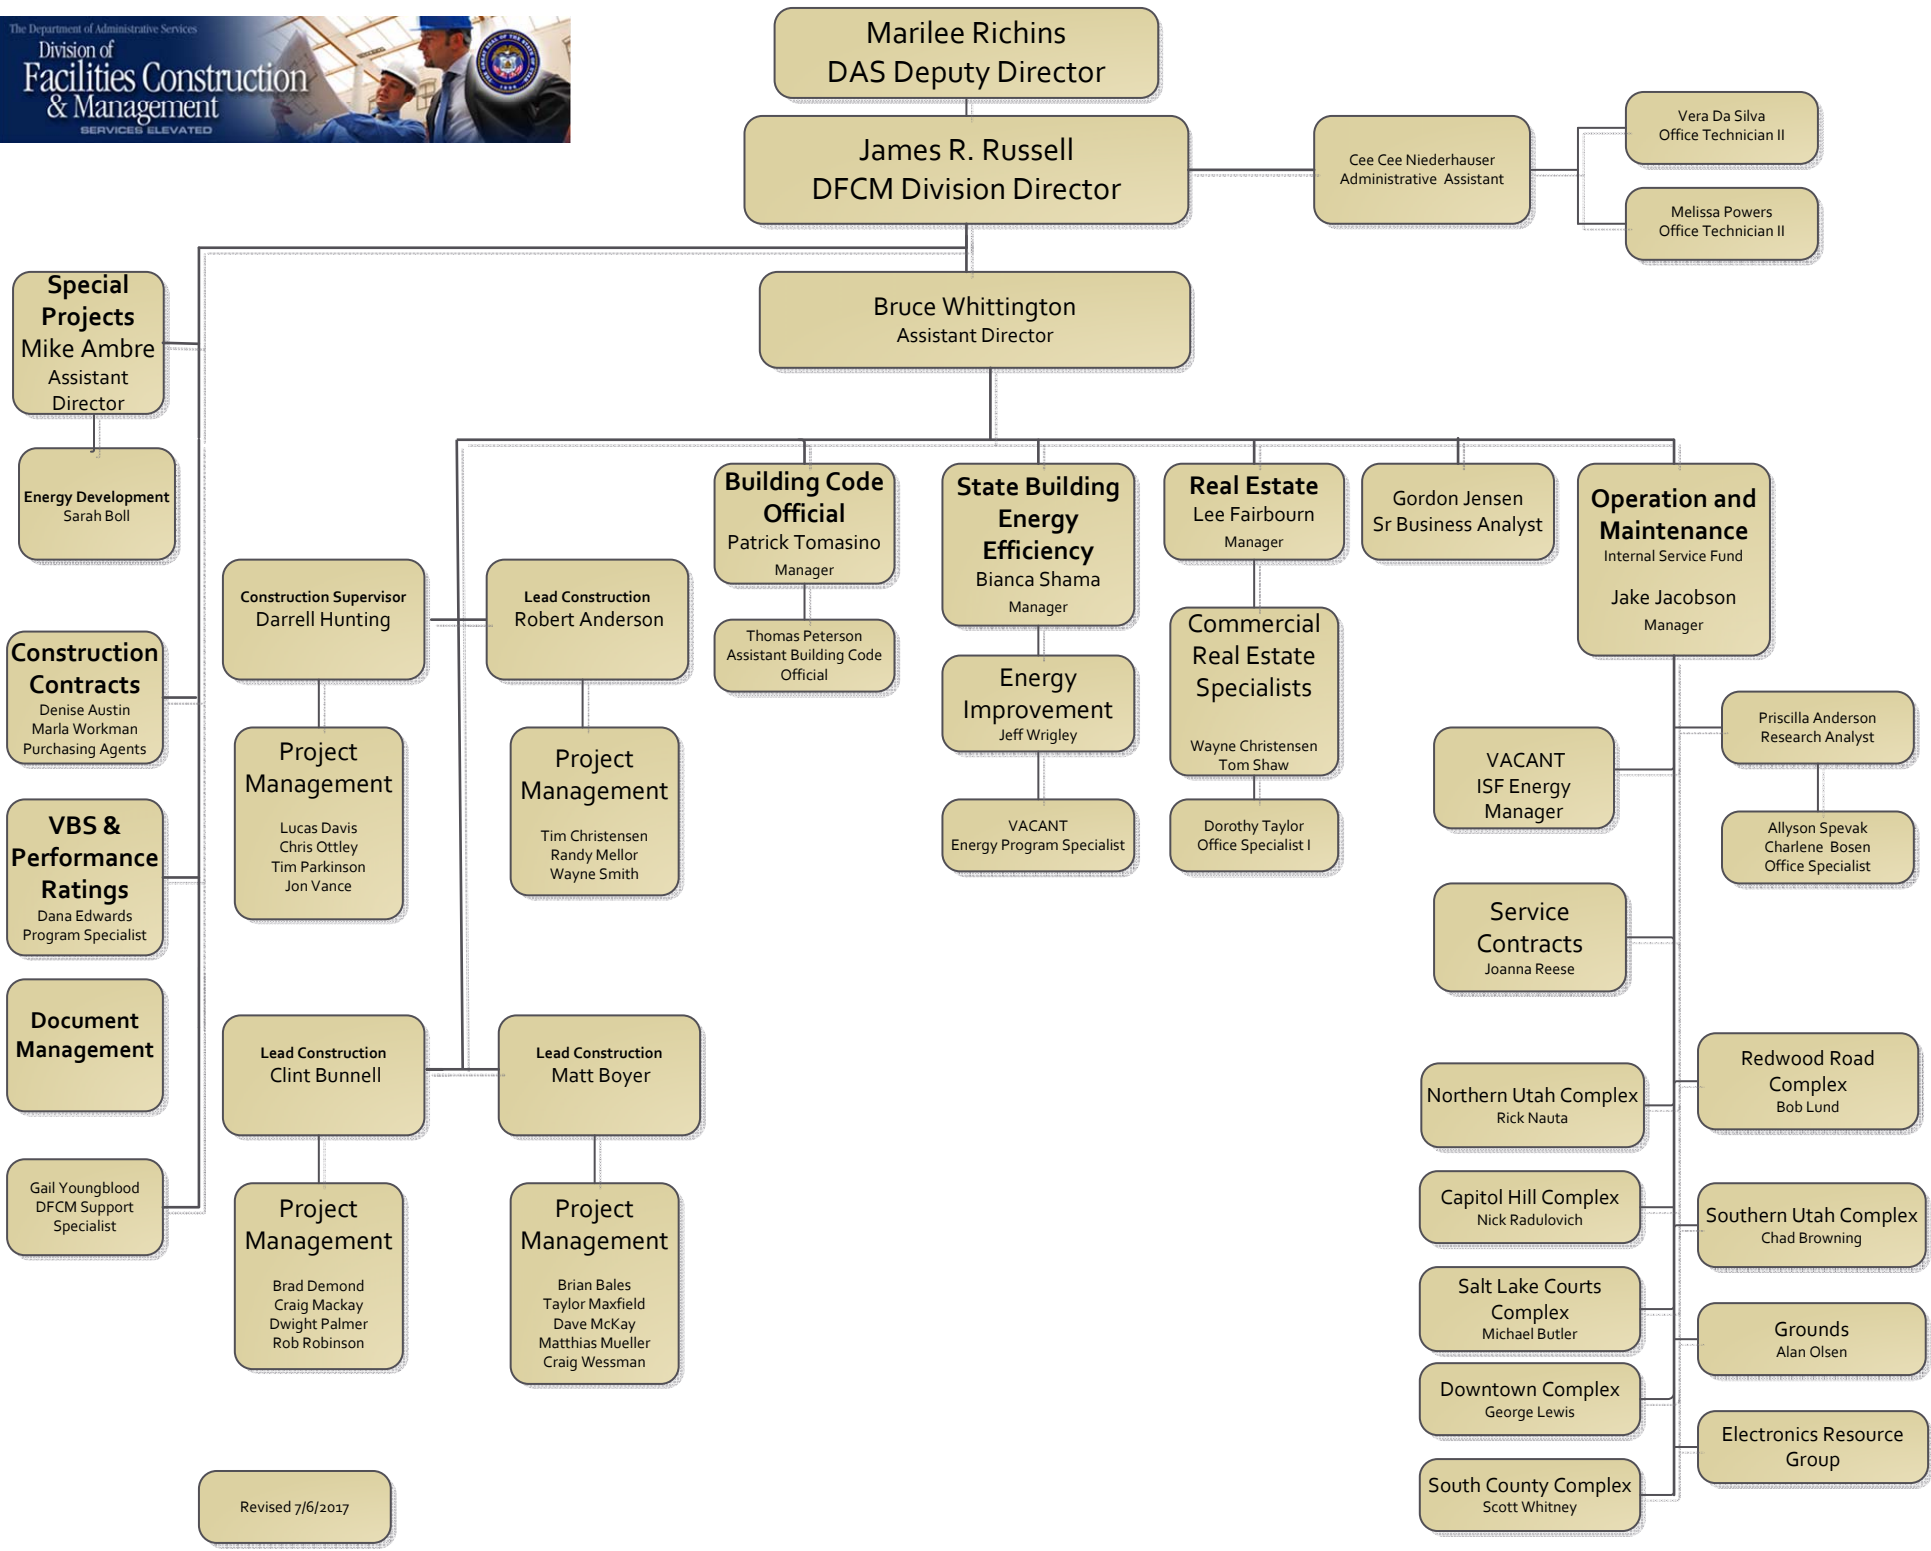 The Department of Administrative Services
Division of
Facilities Construction
& Management
SERVICES ELEVATED
Marilee Richins
DAS Deputy Director
James R. Russell
DFCM Division Director
Cee Cee Niederhauser
Administrative Assistant
Vera Da Silva
Office Technician II
Melissa Powers
Office Technician II
Bruce Whittington
Assistant Director
Special
Projects
Mike Ambre
Assistant
Director
Energy Development
Sarah Boll
Construction
Contracts
Denise Austin
Marla Workman
Purchasing Agents
VBS &
Performance
Ratings
Dana Edwards
Program Specialist
Document
Management
Gail Youngblood
DFCM Support
Specialist
Construction Supervisor
Darrell Hunting
Project
Management
Lucas Davis
Chris Ottley
Tim Parkinson
Jon Vance
Lead Construction
Robert Anderson
Project
Management
Tim Christensen
Randy Mellor
Wayne Smith
Lead Construction
Clint Bunnell
Project
Management
Brad Demond
Craig Mackay
Dwight Palmer
Rob Robinson
Lead Construction
Matt Boyer
Project
Management
Brian Bales
Taylor Maxfield
Dave McKay
Matthias Mueller
Craig Wessman
Building Code
Official
Patrick Tomasino
Manager
Thomas Peterson
Assistant Building Code
Official
State Building
Energy
Efficiency
Bianca Shama
Manager
Energy
Improvement
Jeff Wrigley
VACANT
Energy Program Specialist
Real Estate
Lee Fairbourn
Manager
Commercial
Real Estate
Specialists
Wayne Christensen
Tom Shaw
Dorothy Taylor
Office Specialist I
Gordon Jensen
Sr Business Analyst
Operation and
Maintenance
Internal Service Fund
Jake Jacobson
Manager
Priscilla Anderson
Research Analyst
Allyson Spevak
Charlene Bosen
Office Specialist
VACANT
ISF Energy
Manager
Service
Contracts
Joanna Reese
Redwood Road
Complex
Bob Lund
Northern Utah Complex
Rick Nauta
Capitol Hill Complex
Nick Radulovich
Southern Utah Complex
Chad Browning
Salt Lake Courts
Complex
Michael Butler
Grounds
Alan Olsen
Downtown Complex
George Lewis
Electronics Resource
Group
South County Complex
Scott Whitney
Revised 7/6/2017